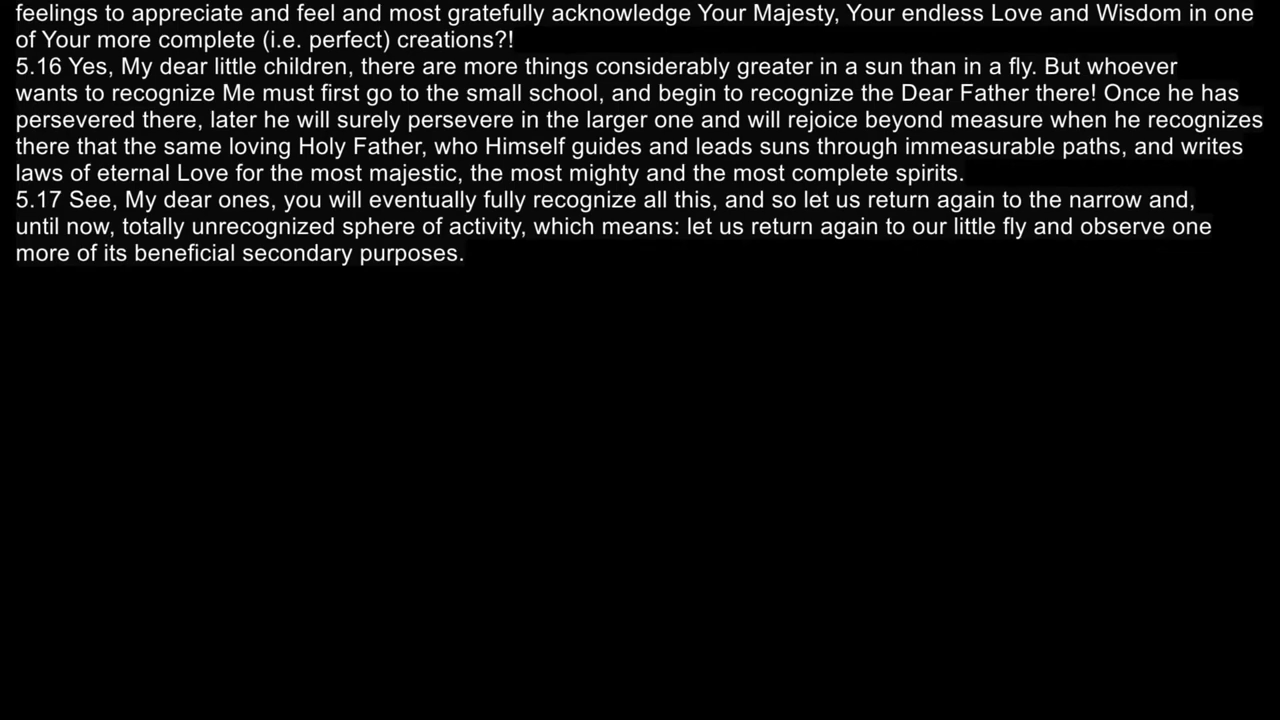 feelings to appreciate and feel and most gratefully acknowledge Your Majesty, Your endless Love and Wisdom in one
of Your more complete (i.e. perfect) creations?!
5.16 Yes, My dear little children, there are more things considerably greater in a sun than in a fly. But whoever
wants to recognize Me must first go to the small school, and begin to recognize the Dear Father there! Once he has
persevered there, later he will surely persevere in the larger one and will rejoice beyond measure when he recognizes
there that the same loving Holy Father, who Himself guides and leads suns through immeasurable paths, and writes
laws of eternal Love for the most majestic, the most mighty and the most complete spirits.
5.17 See, My dear ones, you will eventually fully recognize all this, and so let us return again to the narrow and,
until now, totally unrecognized sphere of activity, which means: let us return again to our little fly and observe one
more of its beneficial secondary purposes.